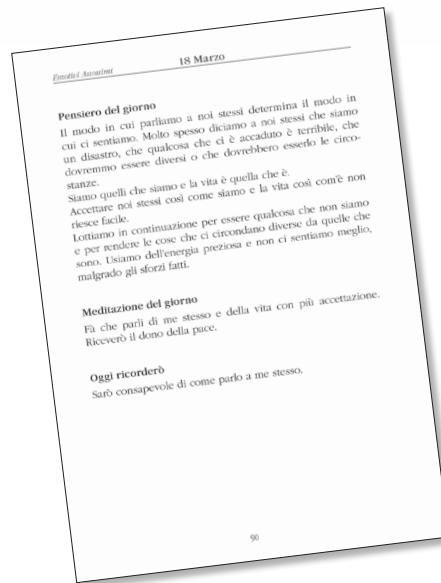 18 Marzo
Emotivi Anonimi
Pensiero del giorno
Il modo in cui parliamo a noi stessi determina il modo in
cui ci sentiamo. Molto spesso diciamo a noi stessi che siamo
un disastro, che qualcosa che ci è accaduto è terribile, che
dovremmo essere diversi o che dovrebbero esserlo le circo-
stanze.
Siamo quelli che siamo e la vita è quella che è.
Accettare noi stessi così come siamo e la vita così com'è non
riesce facile.
Lottiamo in continuazione per essere qualcosa che non siamo
e per rendere le cose che ci circondano diverse da quelle che
sono. Usiamo dell'energia preziosa e non ci sentiamo meglio,
malgrado gli sforzi fatti.
Meditazione del giorno
Fà che parli di me stesso e della vita con più accettazione.
Riceverò il dono della pace.
Oggi ricorderò
Sarò consapevole di come parlo a me stesso.
90